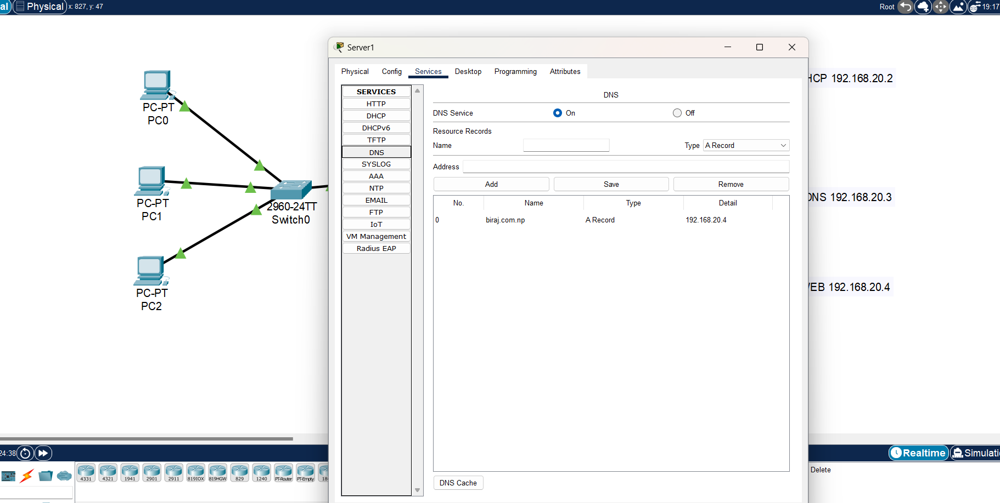 al Physical x: 827, y: 47
Root 19:17
Server1
Physical Config Services Desktop Programming Attributes
SERVICES
HTTP
DHCP
DHCPv6
TFTP
DNS
SYSLOG
AAA
NTP
EMAIL
FTP
IoT
VM Management
Radius EAP
DNS
DNS Service On Off
Resource Records
Name Type A Record
Address
Add Save Remove
No. Name Type Detail
0 biraj.com.np A Record 192.168.20.4
DNS Cache
PC-PT
PC0
PC-PT
PC1
PC-PT
PC2
2960-24TT
Switch0
HCP 192.168.20.2
DNS 192.168.20.3
WEB 192.168.20.4
24:38
Realtime Simulati
4331 4321 1941 2901 2911 819IOX 819HGW 829 1240 PT-Router PT-Empty 184
Delete